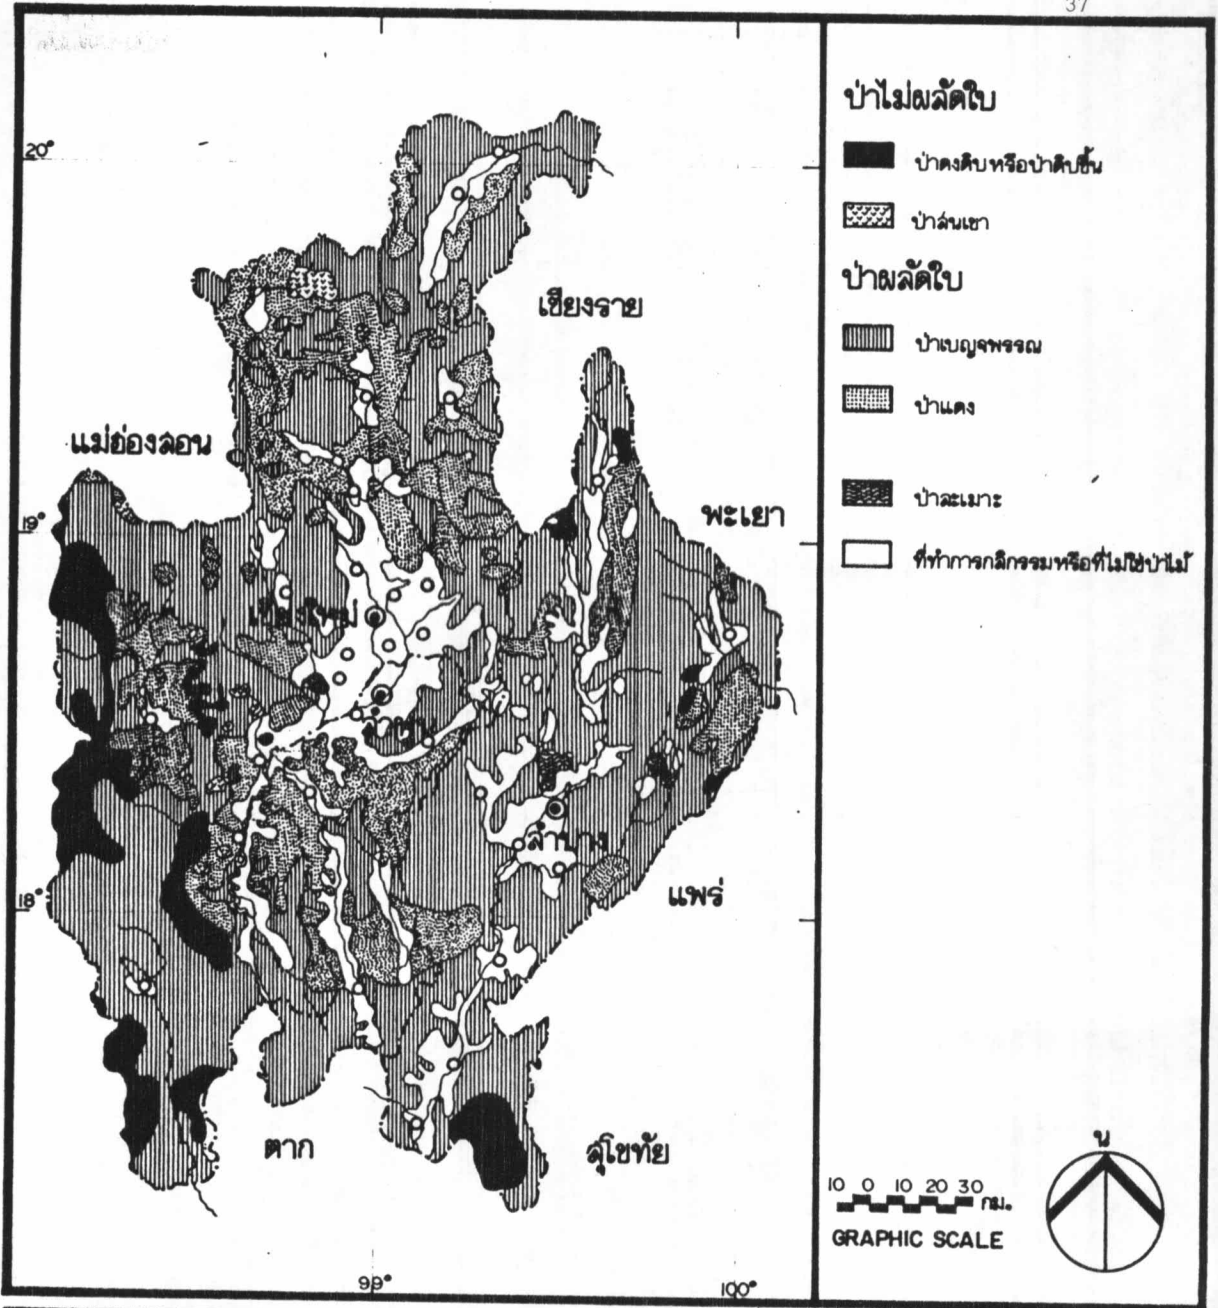 37
20°
เชียงราย
แม่ฮ่องสอน
19°
พะเยา
เชียงใหม่
ลำพูน
ลำปาง
18°
แพร่
ตาก
สุโขทัย
99°
100°
ป่าไม่ผลัดใบ
ป่าดงดิบหรือป่าดิบชื้น
ป่าสนเขา
ป่าผลัดใบ
ป่าเบญจพรรณ
ป่าแดง
ป่าละเมาะ
ที่ทำการกสิกรรมหรือที่ไม่ใช่ป่าไม้
น
10 0 10 20 30 กม.
GRAPHIC SCALE